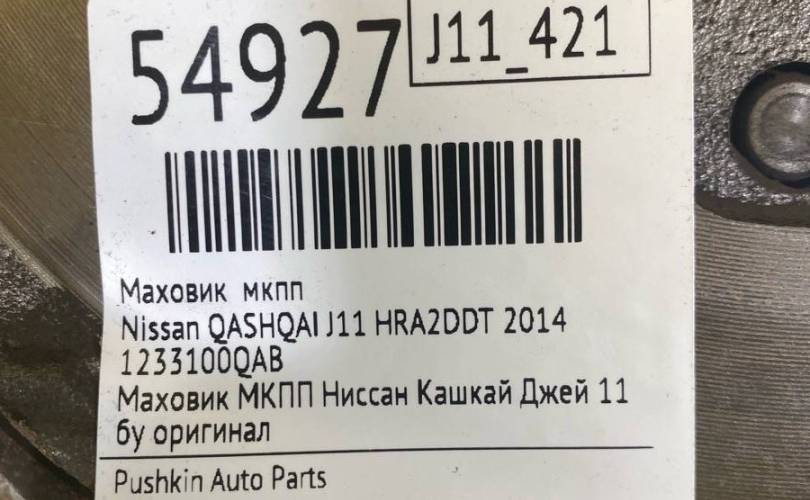 54927
J11_421
Маховик мкпп
Nissan QASHQAI J11 HRA2DDT 2014
1233100QAB
Маховик МКПП Ниссан Кашкай Джей 11
бу оригинал
Pushkin Auto Parts